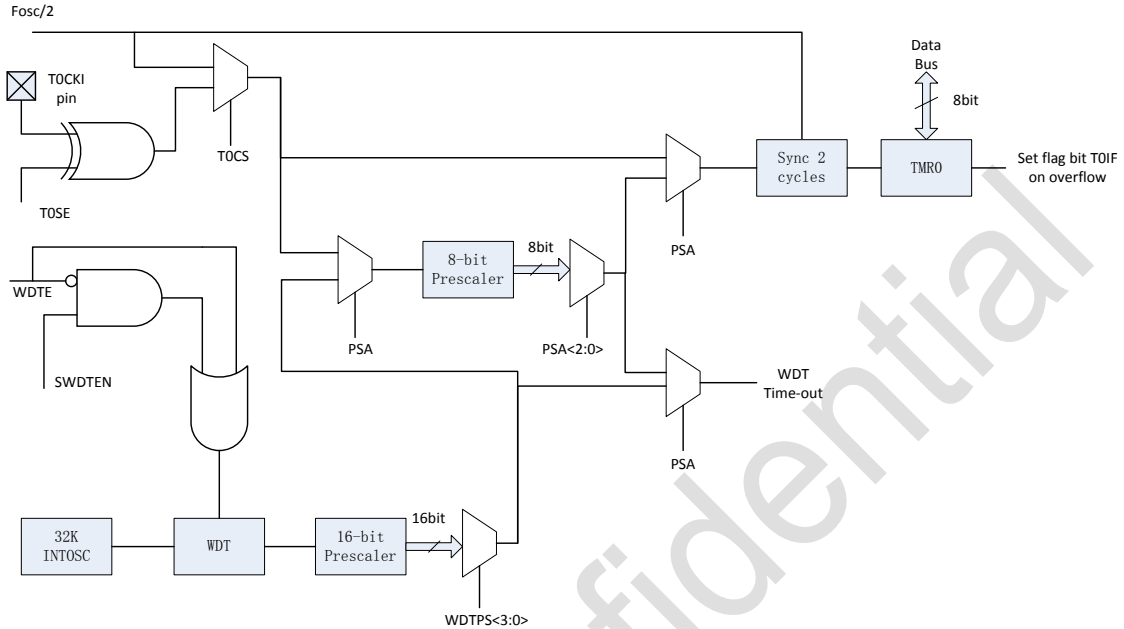 Fosc/2
T0CKI
pin
T0SE
T0CS
Data
Bus
8bit
Sync 2
cycles
TMR0
Set flag bit T0IF
on overflow
PSA
WDTE
SWDTEN
PSA
8-bit
Prescaler
8bit
PSA<2:0>
WDT
Time-out
PSA
32K
INTOSC
WDT
16-bit
Prescaler
16bit
WDTPS<3:0>
fidential